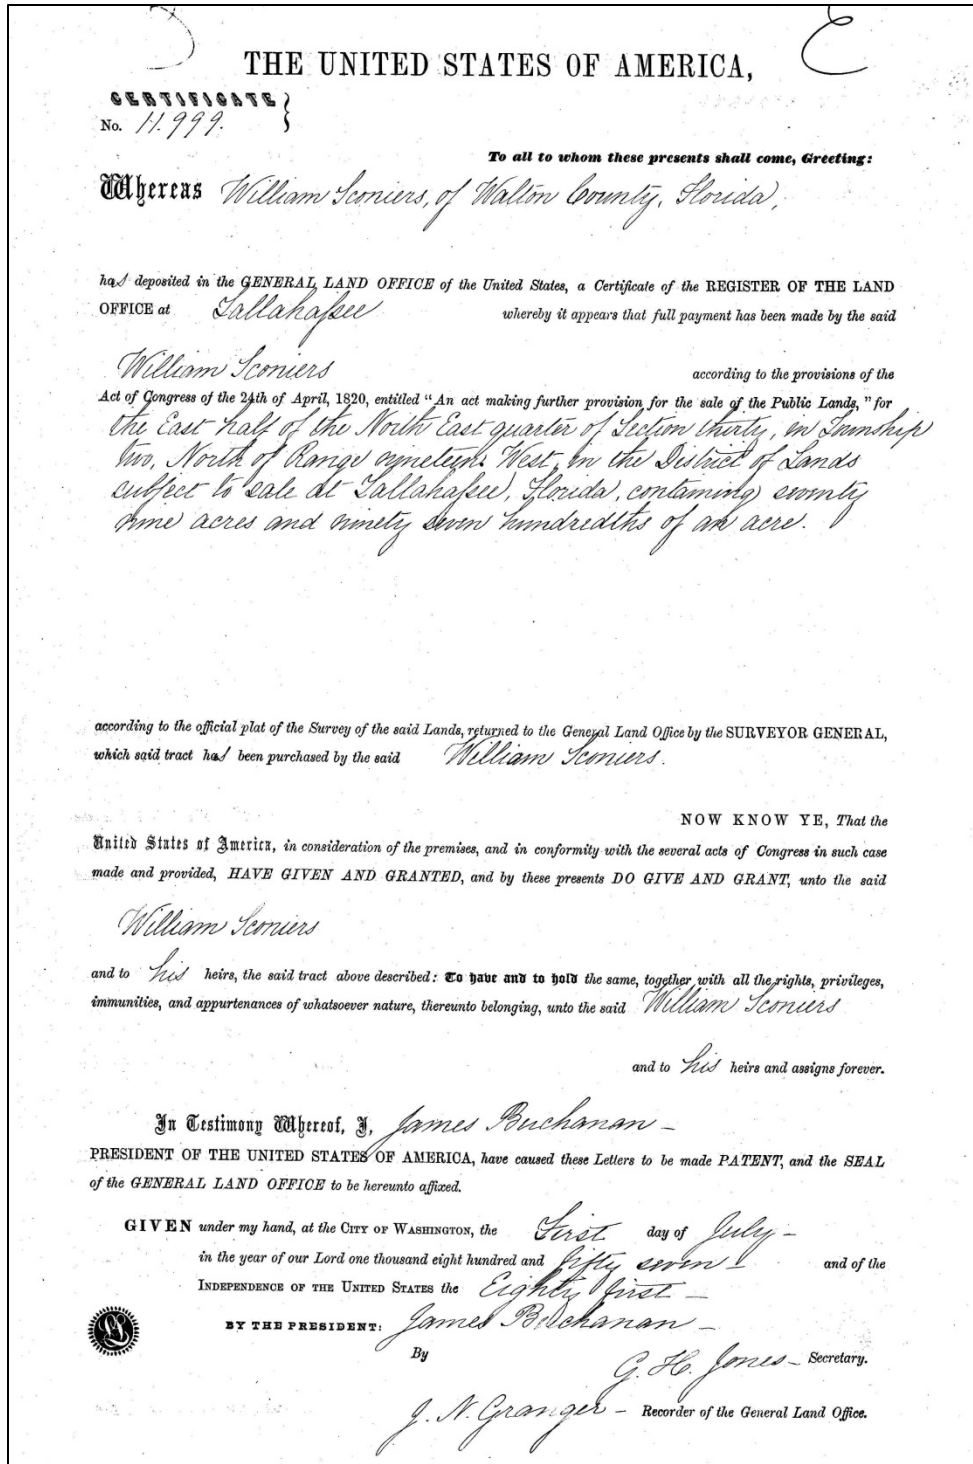 THE UNITED STATES OF AMERICA,
CERTIFICATE
No. 11.999.
To all to whom these presents shall come, Greeting:
Whereas William Sconiers, of Walton County, Florida,
has deposited in the GENERAL LAND OFFICE of the United States, a Certificate of the REGISTER OF THE LAND
OFFICE at Tallahaſsee whereby it appears that full payment has been made by the said
William Sconiers according to the provisions of the
Act of Congress of the 24th of April, 1820, entitled "An act making further provision for the sale of the Public Lands," for
the East half of the North East quarter of Section thirty, in Township
two, North of Range nineteen West, in the District of Lands
subject to sale at Tallahaſsee, Florida, containing seventy
nine acres and ninety seven hundredths of an acre.
according to the official plat of the Survey of the said Lands, returned to the General Land Office by the SURVEYOR GENERAL,
which said tract has been purchased by the said William Sconiers.
NOW KNOW YE, That the
United States of America, in consideration of the premises, and in conformity with the several acts of Congress in such case
made and provided, HAVE GIVEN AND GRANTED, and by these presents DO GIVE AND GRANT, unto the said
William Sconiers
and to his heirs, the said tract above described: To have and to hold the same, together with all the rights, privileges,
immunities, and appurtenances of whatsoever nature, thereunto belonging, unto the said William Sconiers
and to his heirs and assigns forever.
In Testimony Whereof, I, James Buchanan –
PRESIDENT OF THE UNITED STATES OF AMERICA, have caused these Letters to be made PATENT, and the SEAL
of the GENERAL LAND OFFICE to be hereunto affixed.
GIVEN under my hand, at the CITY OF WASHINGTON, the First day of July –
in the year of our Lord one thousand eight hundred and fifty seven – and of the
INDEPENDENCE OF THE UNITED STATES the Eighty first –
BY THE PRESIDENT: James Buchanan –
By G. H. Jones – Secretary.
J. N. Granger – Recorder of the General Land Office.